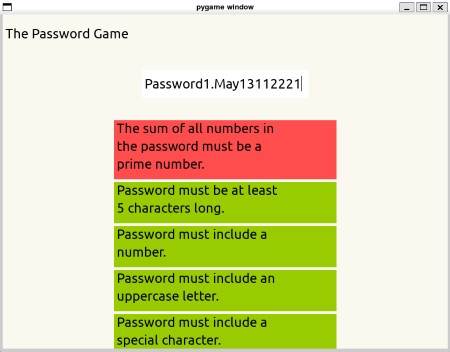 pygame window
The Password Game
Password1.May13112221
The sum of all numbers in
the password must be a
prime number.
Password must be at least
5 characters long.
Password must include a
number.
Password must include an
uppercase letter.
Password must include a
special character.